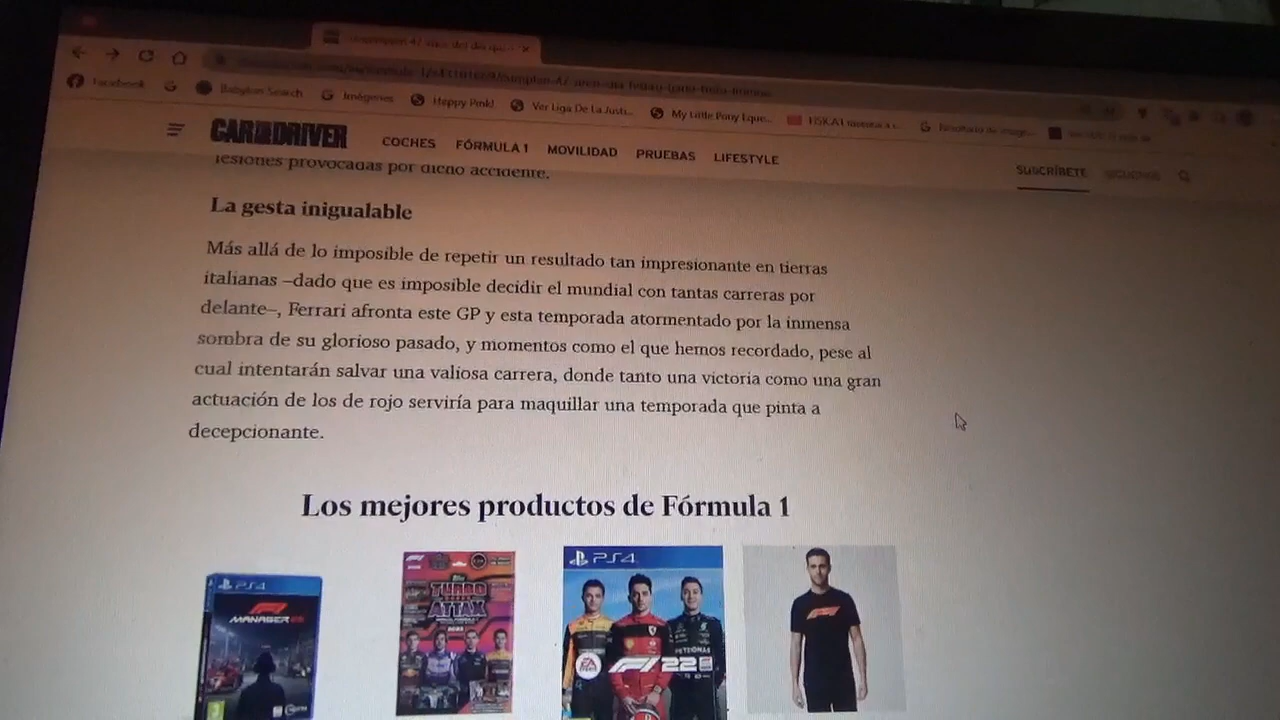 Facebook
Babylon Search
Imágenes
Happy Pink!
Ver Liga De La Justi...
My Little Pony Eque...
CAR AND DRIVER
COCHES
FÓRMULA 1
MOVILIDAD
PRUEBAS
LIFESTYLE
SUSCRÍBETE
lesiones provocadas por dicho accidente.
La gesta inigualable
Más allá de lo imposible de repetir un resultado tan impresionante en tierras
italianas –dado que es imposible decidir el mundial con tantas carreras por
delante–, Ferrari afronta este GP y esta temporada atormentado por la inmensa
sombra de su glorioso pasado, y momentos como el que hemos recordado, pese al
cual intentarán salvar una valiosa carrera, donde tanto una victoria como una gran
actuación de los de rojo serviría para maquillar una temporada que pinta a
decepcionante.
Los mejores productos de Fórmula 1
PS4
F1
MANAGER
TURBO
ATTAX
PS4
PETRONAS
EA
F1 22
F1